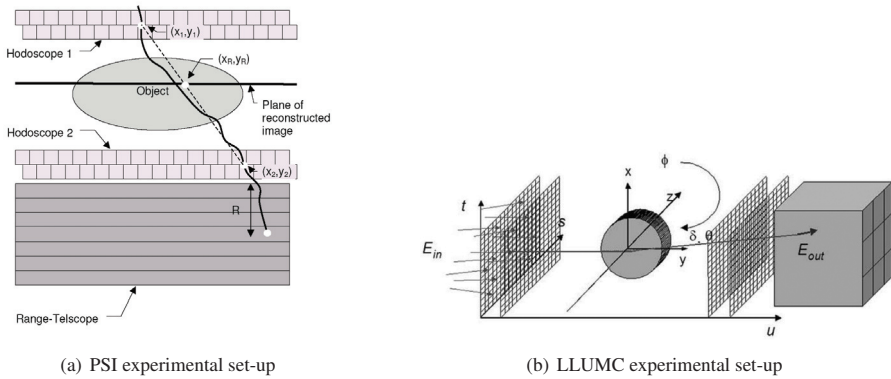 (x1,y1)
Hodoscope 1
(xR,yR)
Object
Plane of
reconstructed
image
Hodoscope 2
(x2,y2)
R
Range-Telscope
(a) PSI experimental set-up
ϕ
x
t
s
z
δ, θ
Ein
Eout
y
u
(b) LLUMC experimental set-up